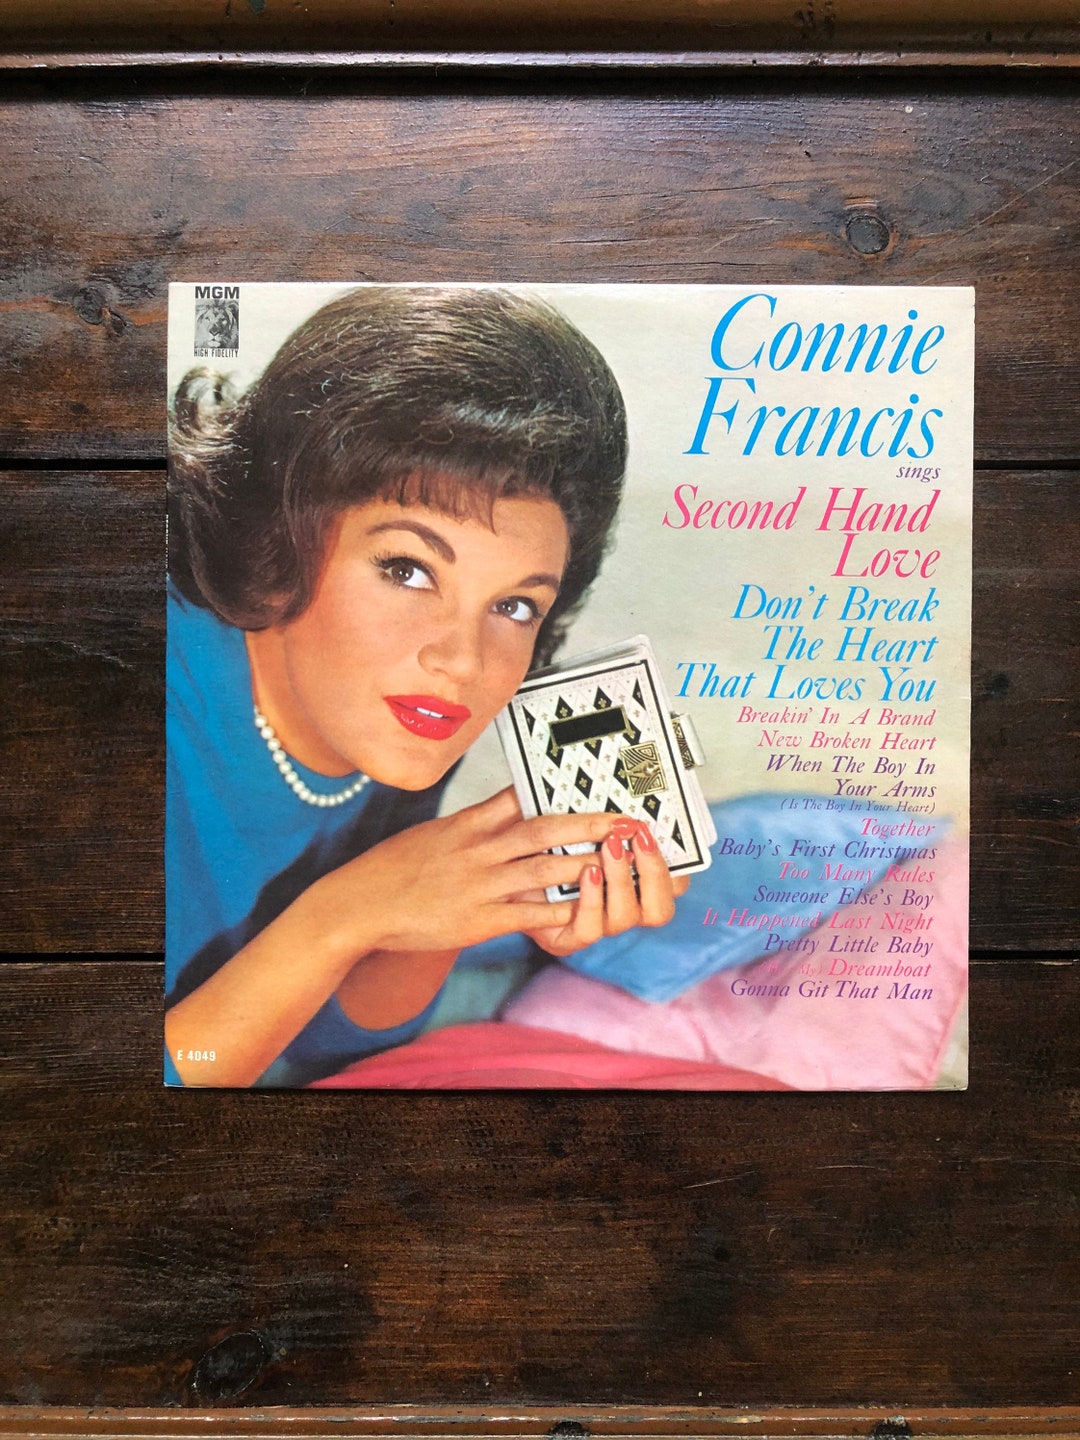 MGM
HIGH FIDELITY
Connie
Francis
sings
Second Hand
Love
Don't Break
The Heart
That Loves You
Breakin' In A Brand
New Broken Heart
When The Boy In
Your Arms
(Is The Boy In Your Heart)
Together
Baby's First Christmas
Too Many Rules
Someone Else's Boy
It Happened Last Night
Pretty Little Baby
My) Dreamboat
Gonna Git That Man
E 4049